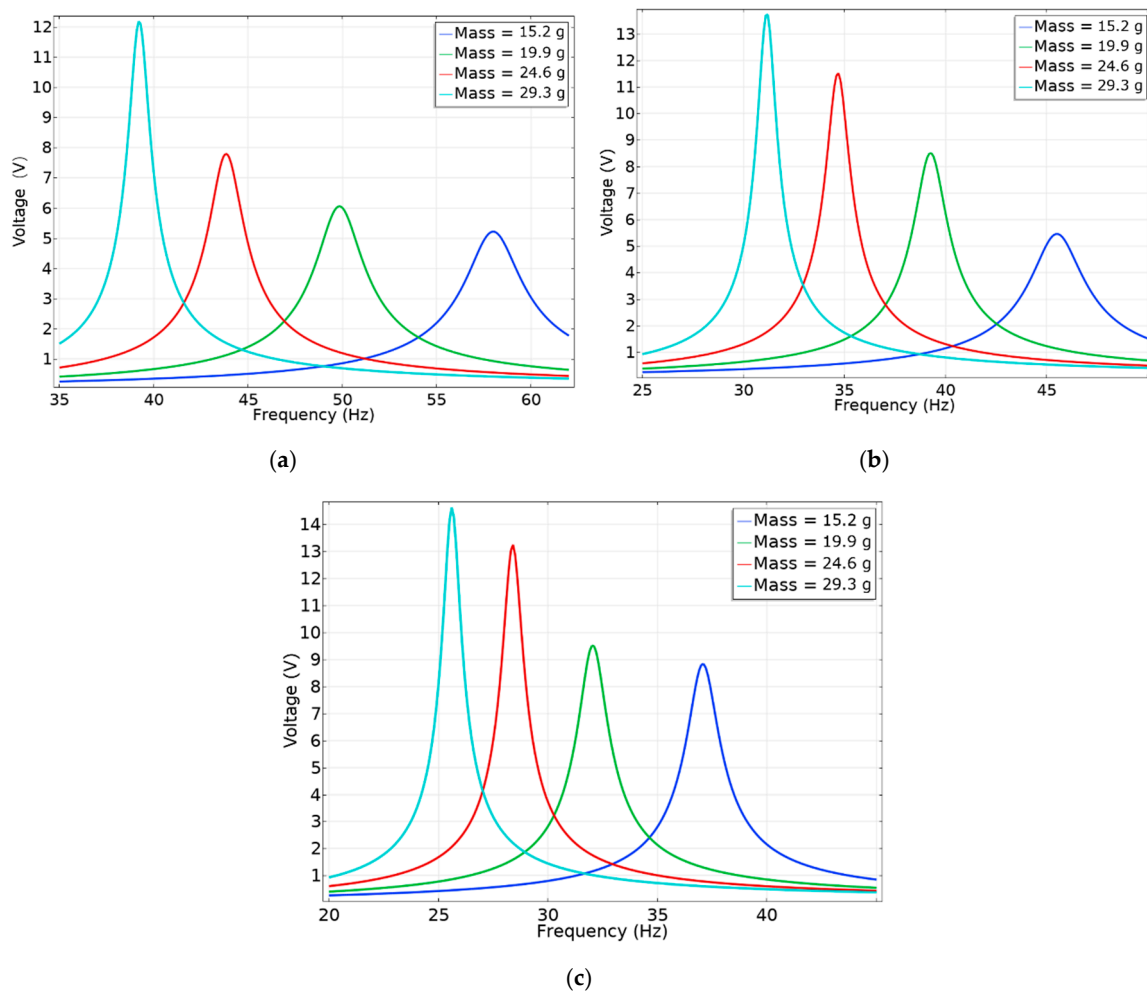 12
11
10
9
8
7
6
5
4
3
2
1
Voltage (V)
35 40 45 50 55 60
Frequency (Hz)
Mass = 15.2 g
Mass = 19.9 g
Mass = 24.6 g
Mass = 29.3 g
(a)
13
12
11
10
9
8
7
6
5
4
3
2
1
Voltage (V)
25 30 35 40 45
Frequency (Hz)
Mass = 15.2 g
Mass = 19.9 g
Mass = 24.6 g
Mass = 29.3 g
(b)
14
13
12
11
10
9
8
7
6
5
4
3
2
1
Voltage (V)
20 25 30 35 40
Frequency (Hz)
Mass = 15.2 g
Mass = 19.9 g
Mass = 24.6 g
Mass = 29.3 g
(c)